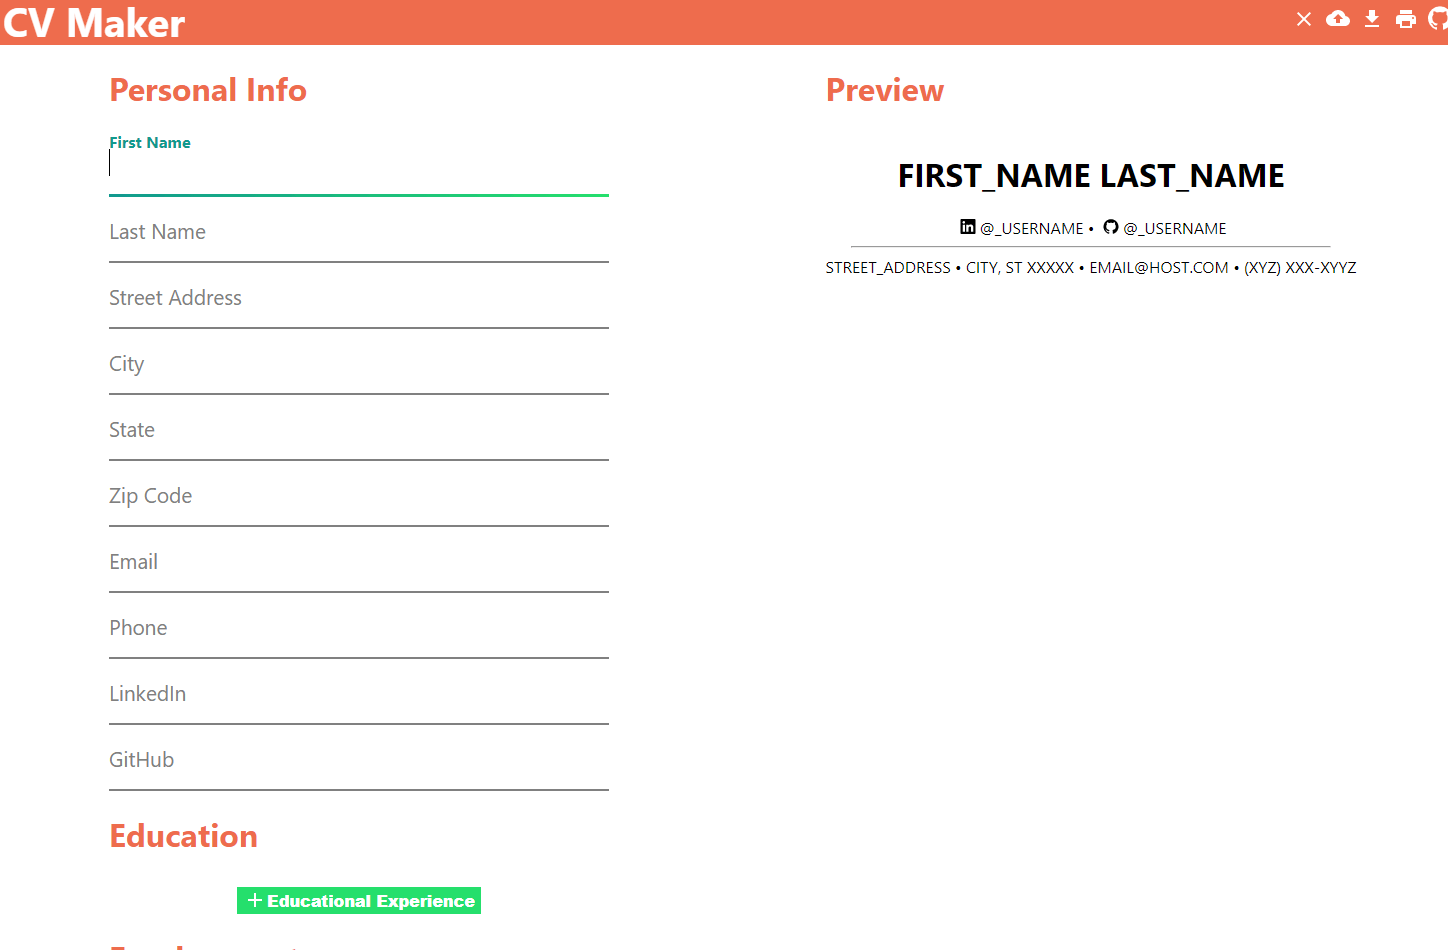 CV Maker
Personal Info
First Name
Last Name
Street Address
City
State
Zip Code
Email
Phone
LinkedIn
GitHub
Education
+ Educational Experience
Preview
FIRST_NAME LAST_NAME
@_USERNAME • @_USERNAME
STREET_ADDRESS • CITY, ST XXXXX • EMAIL@HOST.COM • (XYZ) XXX-XYYZ